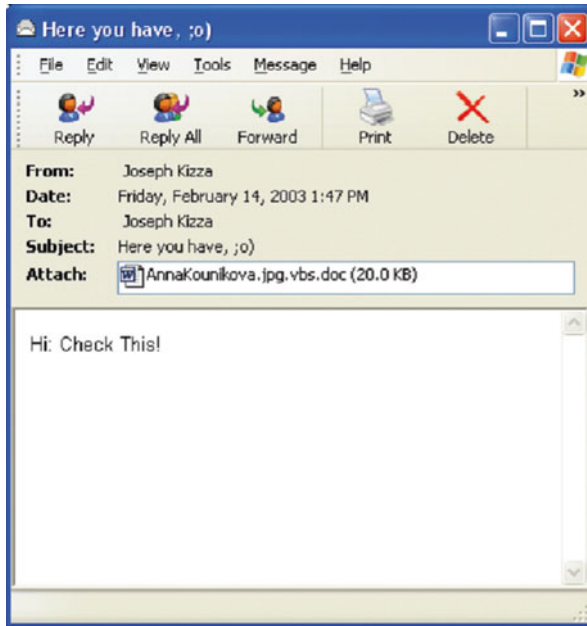 Here you have, ;o)
File Edit View Tools Message Help
»
Reply Reply All Forward Print Delete
From: Joseph Kizza
Date: Friday, February 14, 2003 1:47 PM
To: Joseph Kizza
Subject: Here you have, ;o)
Attach: AnnaKounikova.jpg.vbs.doc (20.0 KB)
Hi: Check This!